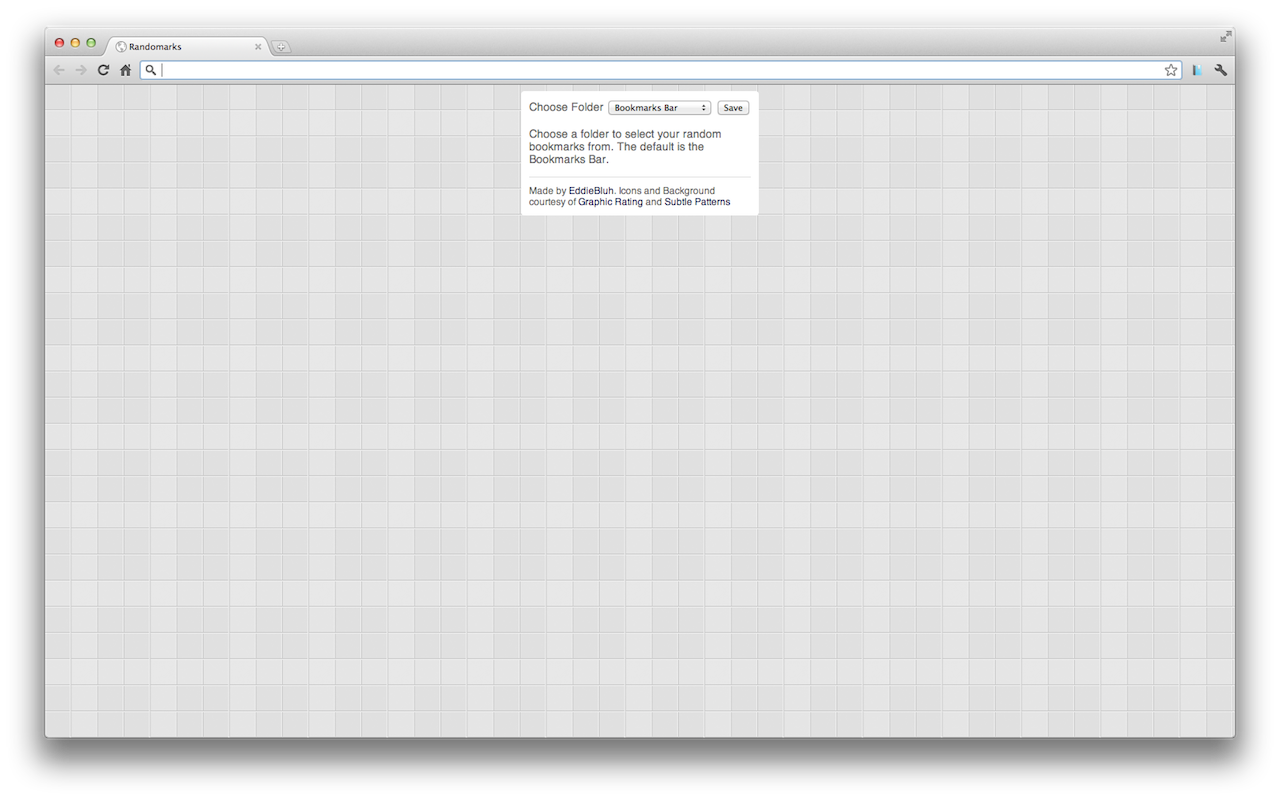 Randomarks
Choose Folder Bookmarks Bar Save
Choose a folder to select your random
bookmarks from. The default is the
Bookmarks Bar.
Made by EddieBluh. Icons and Background
courtesy of Graphic Rating and Subtle Patterns